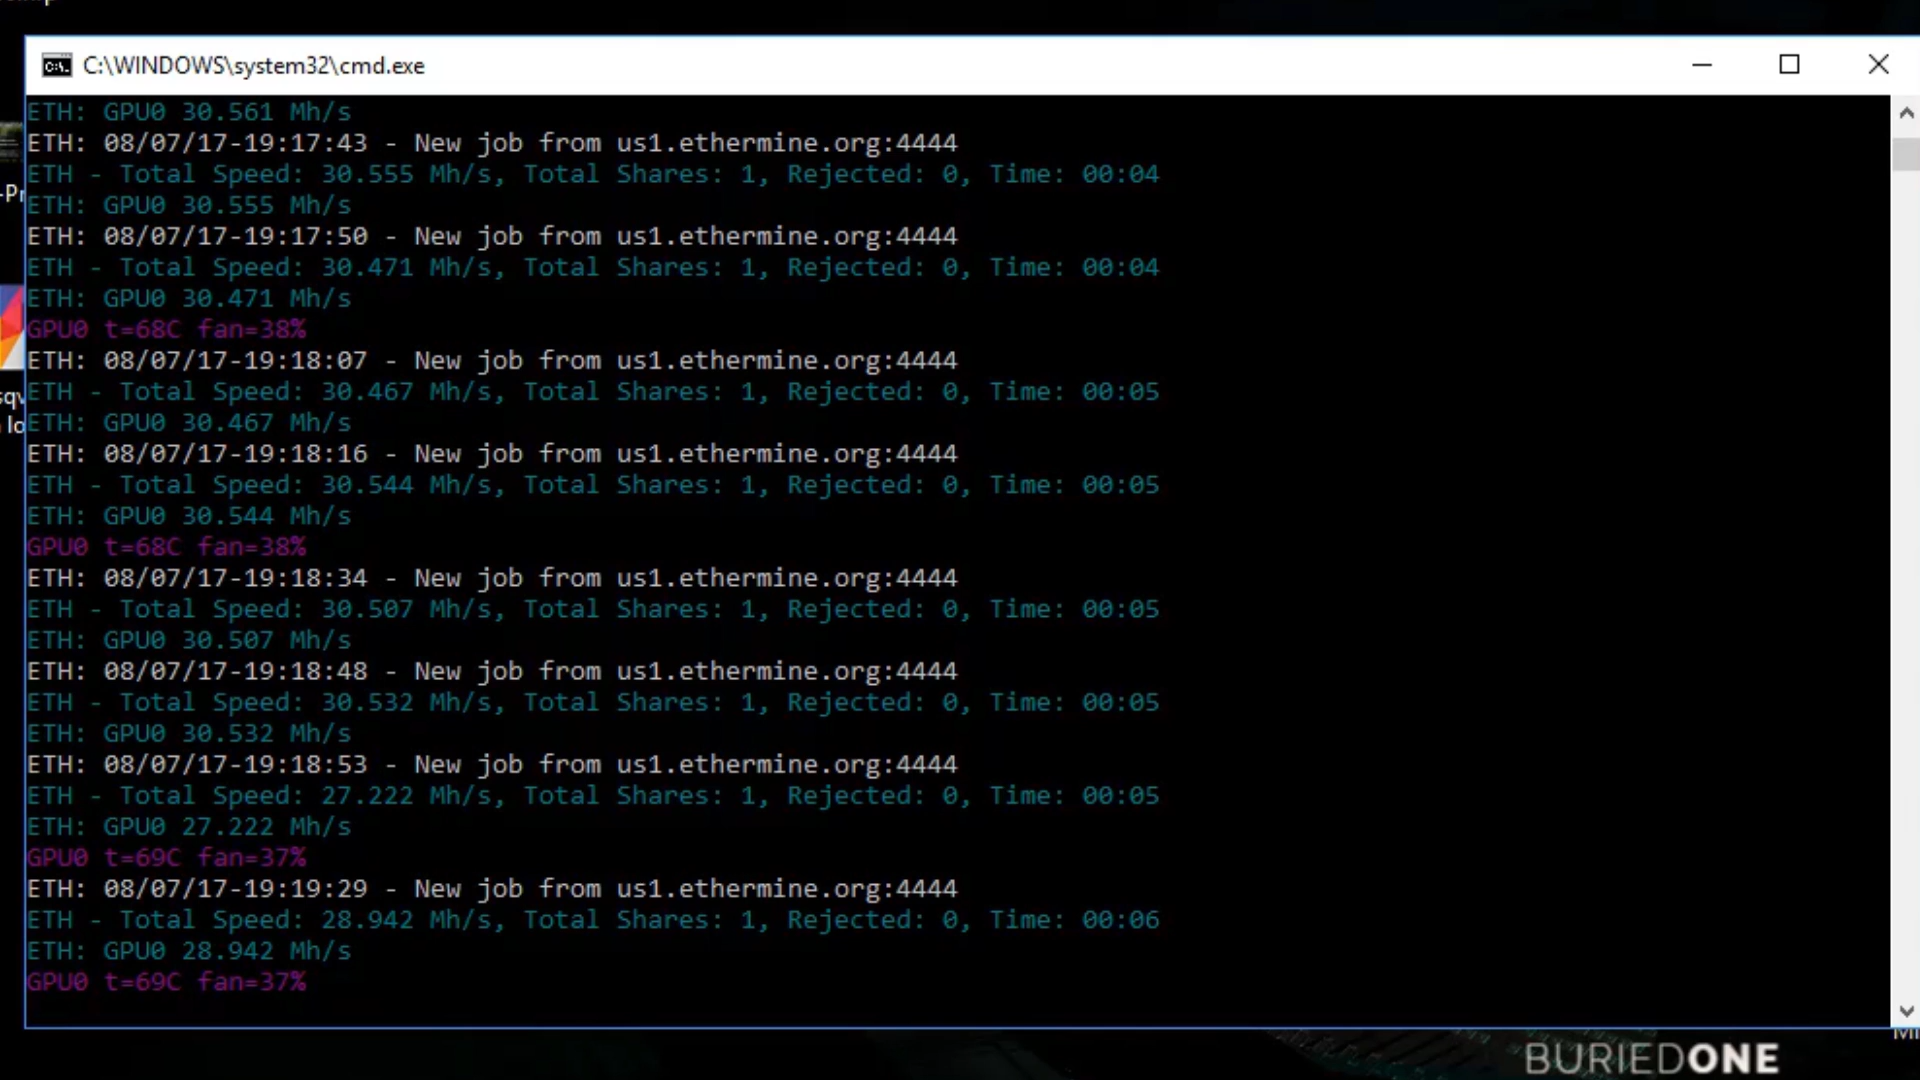 C:\WINDOWS\system32\cmd.exe
ETH: GPU0 30.561 Mh/s
ETH: 08/07/17-19:17:43 - New job from us1.ethermine.org:4444
ETH - Total Speed: 30.555 Mh/s, Total Shares: 1, Rejected: 0, Time: 00:04
ETH: GPU0 30.555 Mh/s
ETH: 08/07/17-19:17:50 - New job from us1.ethermine.org:4444
ETH - Total Speed: 30.471 Mh/s, Total Shares: 1, Rejected: 0, Time: 00:04
ETH: GPU0 30.471 Mh/s
GPU0 t=68C fan=38%
ETH: 08/07/17-19:18:07 - New job from us1.ethermine.org:4444
ETH - Total Speed: 30.467 Mh/s, Total Shares: 1, Rejected: 0, Time: 00:05
ETH: GPU0 30.467 Mh/s
ETH: 08/07/17-19:18:16 - New job from us1.ethermine.org:4444
ETH - Total Speed: 30.544 Mh/s, Total Shares: 1, Rejected: 0, Time: 00:05
ETH: GPU0 30.544 Mh/s
GPU0 t=68C fan=38%
ETH: 08/07/17-19:18:34 - New job from us1.ethermine.org:4444
ETH - Total Speed: 30.507 Mh/s, Total Shares: 1, Rejected: 0, Time: 00:05
ETH: GPU0 30.507 Mh/s
ETH: 08/07/17-19:18:48 - New job from us1.ethermine.org:4444
ETH - Total Speed: 30.532 Mh/s, Total Shares: 1, Rejected: 0, Time: 00:05
ETH: GPU0 30.532 Mh/s
ETH: 08/07/17-19:18:53 - New job from us1.ethermine.org:4444
ETH - Total Speed: 27.222 Mh/s, Total Shares: 1, Rejected: 0, Time: 00:05
ETH: GPU0 27.222 Mh/s
GPU0 t=69C fan=37%
ETH: 08/07/17-19:19:29 - New job from us1.ethermine.org:4444
ETH - Total Speed: 28.942 Mh/s, Total Shares: 1, Rejected: 0, Time: 00:06
ETH: GPU0 28.942 Mh/s
GPU0 t=69C fan=37%
BURIEDONE